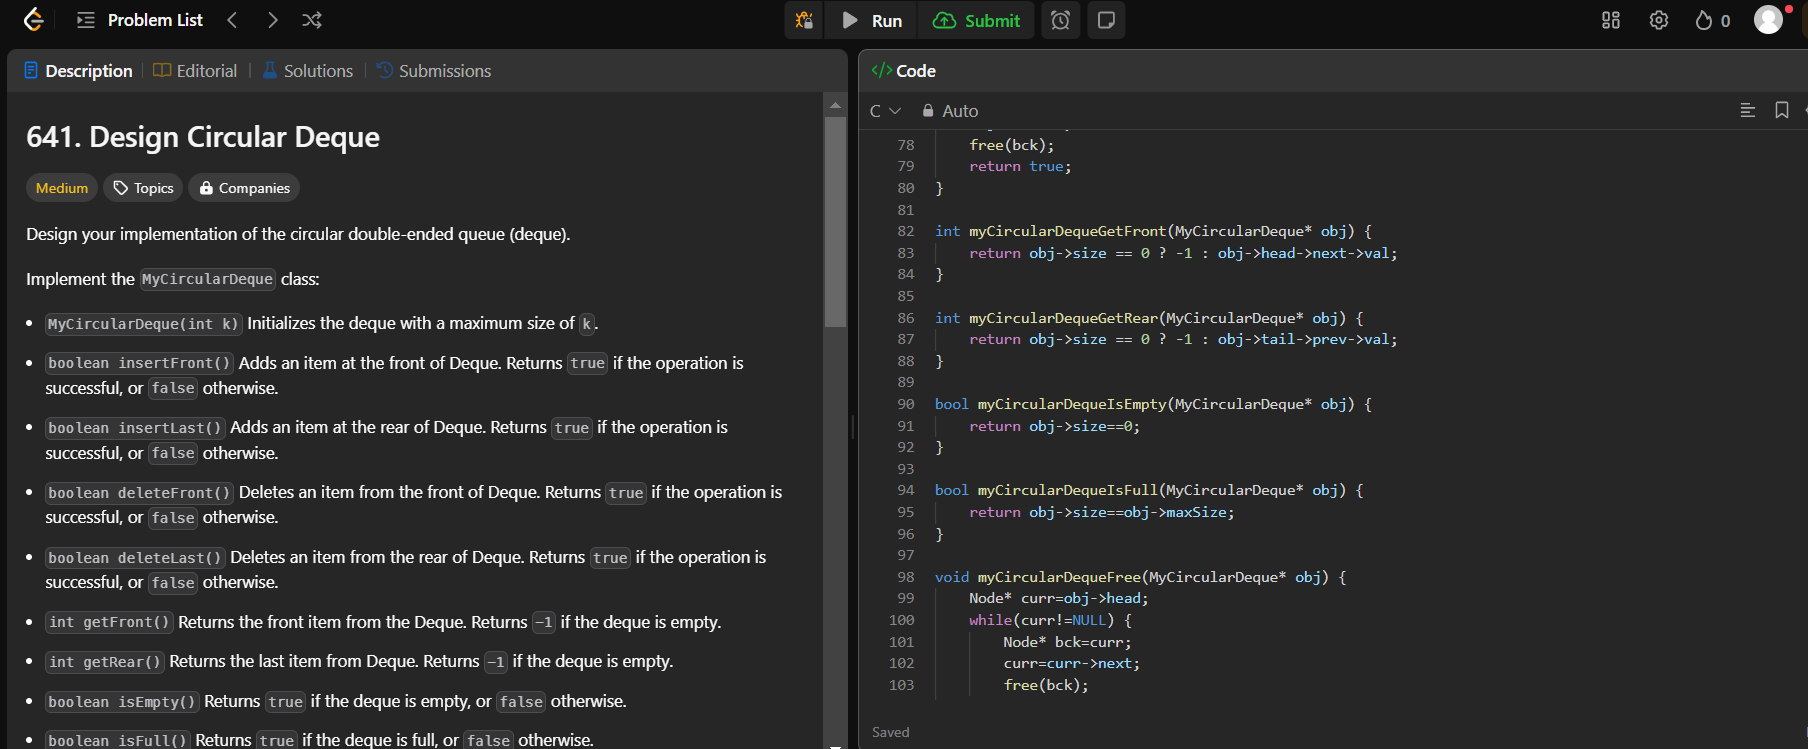 Problem List
Run
Submit
0
Description
Editorial
Solutions
Submissions
641. Design Circular Deque
Medium
Topics
Companies
Design your implementation of the circular double-ended queue (deque).
Implement the MyCircularDeque class:
• MyCircularDeque(int k) Initializes the deque with a maximum size of k.
• boolean insertFront() Adds an item at the front of Deque. Returns true if the operation is
successful, or false otherwise.
• boolean insertLast() Adds an item at the rear of Deque. Returns true if the operation is
successful, or false otherwise.
• boolean deleteFront() Deletes an item from the front of Deque. Returns true if the operation is
successful, or false otherwise.
• boolean deleteLast() Deletes an item from the rear of Deque. Returns true if the operation is
successful, or false otherwise.
• int getFront() Returns the front item from the Deque. Returns -1 if the deque is empty.
• int getRear() Returns the last item from Deque. Returns -1 if the deque is empty.
• boolean isEmpty() Returns true if the deque is empty, or false otherwise.
• boolean isFull() Returns true if the deque is full, or false otherwise.
</> Code
C
Auto
78 free(bck);
79 return true;
80 }
81
82 int myCircularDequeGetFront(MyCircularDeque* obj) {
83 return obj->size == 0 ? -1 : obj->head->next->val;
84 }
85
86 int myCircularDequeGetRear(MyCircularDeque* obj) {
87 return obj->size == 0 ? -1 : obj->tail->prev->val;
88 }
89
90 bool myCircularDequeIsEmpty(MyCircularDeque* obj) {
91 return obj->size==0;
92 }
93
94 bool myCircularDequeIsFull(MyCircularDeque* obj) {
95 return obj->size==obj->maxSize;
96 }
97
98 void myCircularDequeFree(MyCircularDeque* obj) {
99 Node* curr=obj->head;
100 while(curr!=NULL) {
101 Node* bck=curr;
102 curr=curr->next;
103 free(bck);
Saved